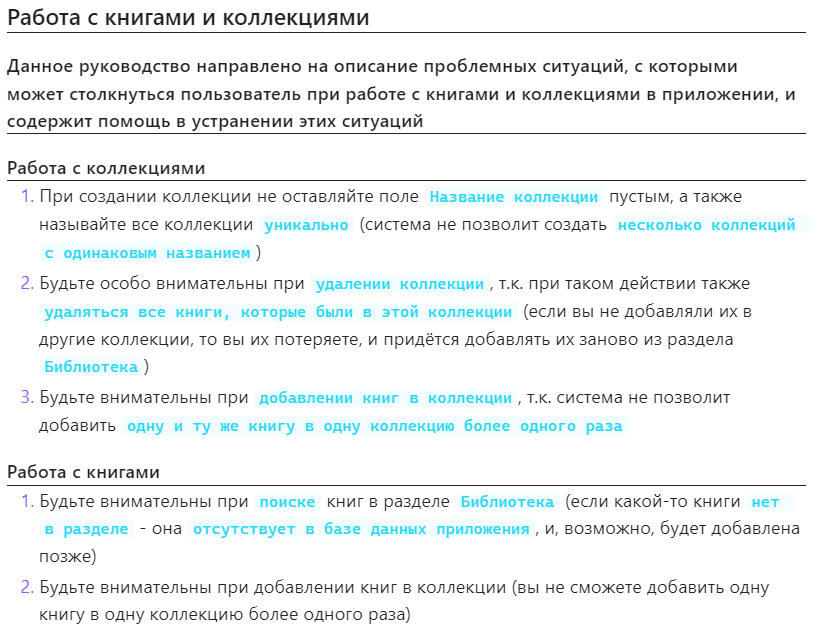 Работа с книгами и коллекциями
Данное руководство направлено на описание проблемных ситуаций, с которыми
может столкнуться пользователь при работе с книгами и коллекциями в приложении, и
содержит помощь в устранении этих ситуаций
Работа с коллекциями
1. При создании коллекции не оставляйте поле Название коллекции пустым, а также
называйте все коллекции уникально (система не позволит создать несколько коллекций
с одинаковым названием)
2. Будьте особо внимательны при удалении коллекции, т.к. при таком действии также
удаляться все книги, которые были в этой коллекции (если вы не добавляли их в
другие коллекции, то вы их потеряете, и придётся добавлять их заново из раздела
Библиотека)
3. Будьте внимательны при добавлении книг в коллекции, т.к. система не позволит
добавить одну и ту же книгу в одну коллекцию более одного раза
Работа с книгами
1. Будьте внимательны при поиске книг в разделе Библиотека (если какой-то книги нет
в разделе - она отсутствует в базе данных приложения, и, возможно, будет добавлена
позже)
2. Будьте внимательны при добавлении книг в коллекции (вы не сможете добавить одну
книгу в одну коллекцию более одного раза)